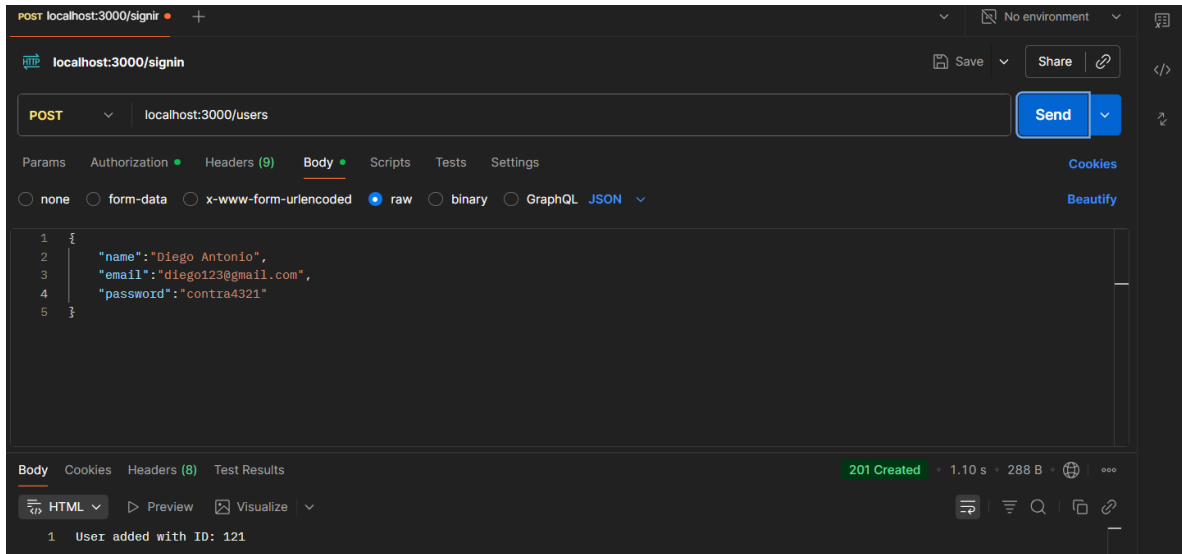 POST localhost:3000/signir
No environment
HTTP localhost:3000/signin
Save
Share
POST
localhost:3000/users
Send
Params Authorization Headers (9) Body Scripts Tests Settings
Cookies
none form-data x-www-form-urlencoded raw binary GraphQL JSON
Beautify
1 {
2 "name":"Diego Antonio",
3 "email":"diego123@gmail.com",
4 "password":"contra4321"
5 }
Body Cookies Headers (8) Test Results
201 Created 1.10 s 288 B
HTML Preview Visualize
1 User added with ID: 121